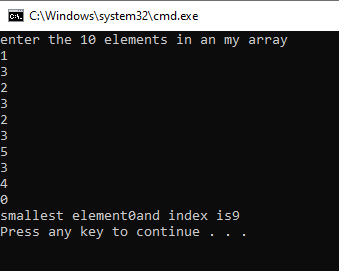 C:\Windows\system32\cmd.exe
enter the 10 elements in an my array
1
3
2
3
2
3
5
3
4
0
smallest element0and index is9
Press any key to continue . . .